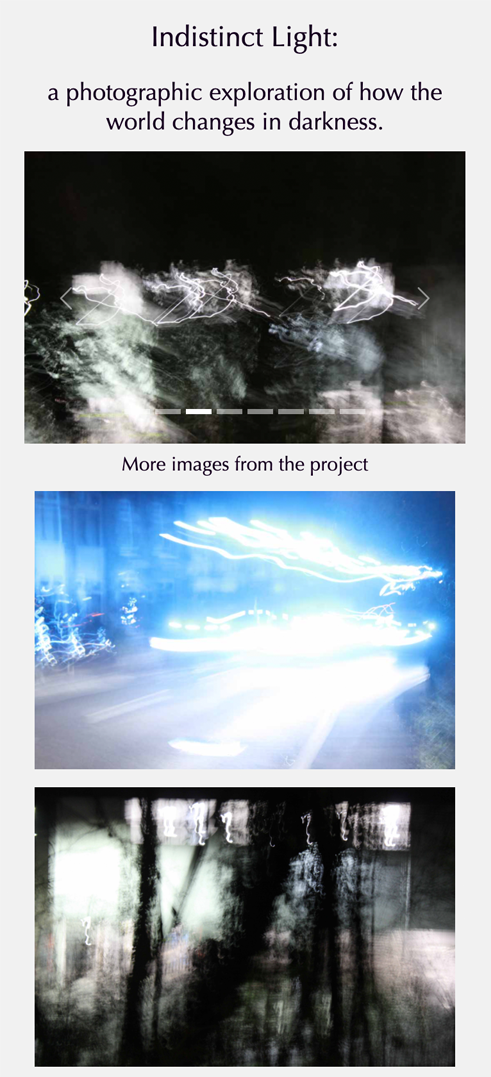 Indistinct Light:
a photographic exploration of how the
world changes in darkness.
More images from the project